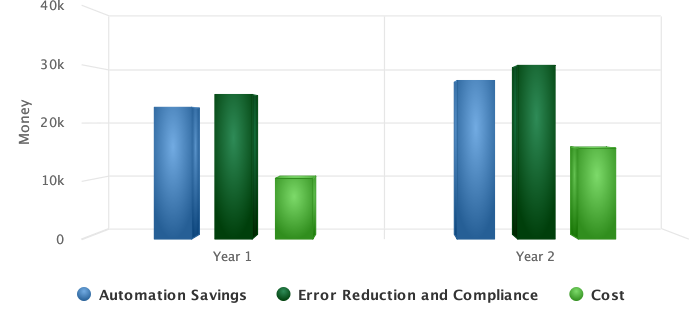 40k
30k
Money
20k
10k
0
Year 1 Year 2
Automation Savings Error Reduction and Compliance Cost